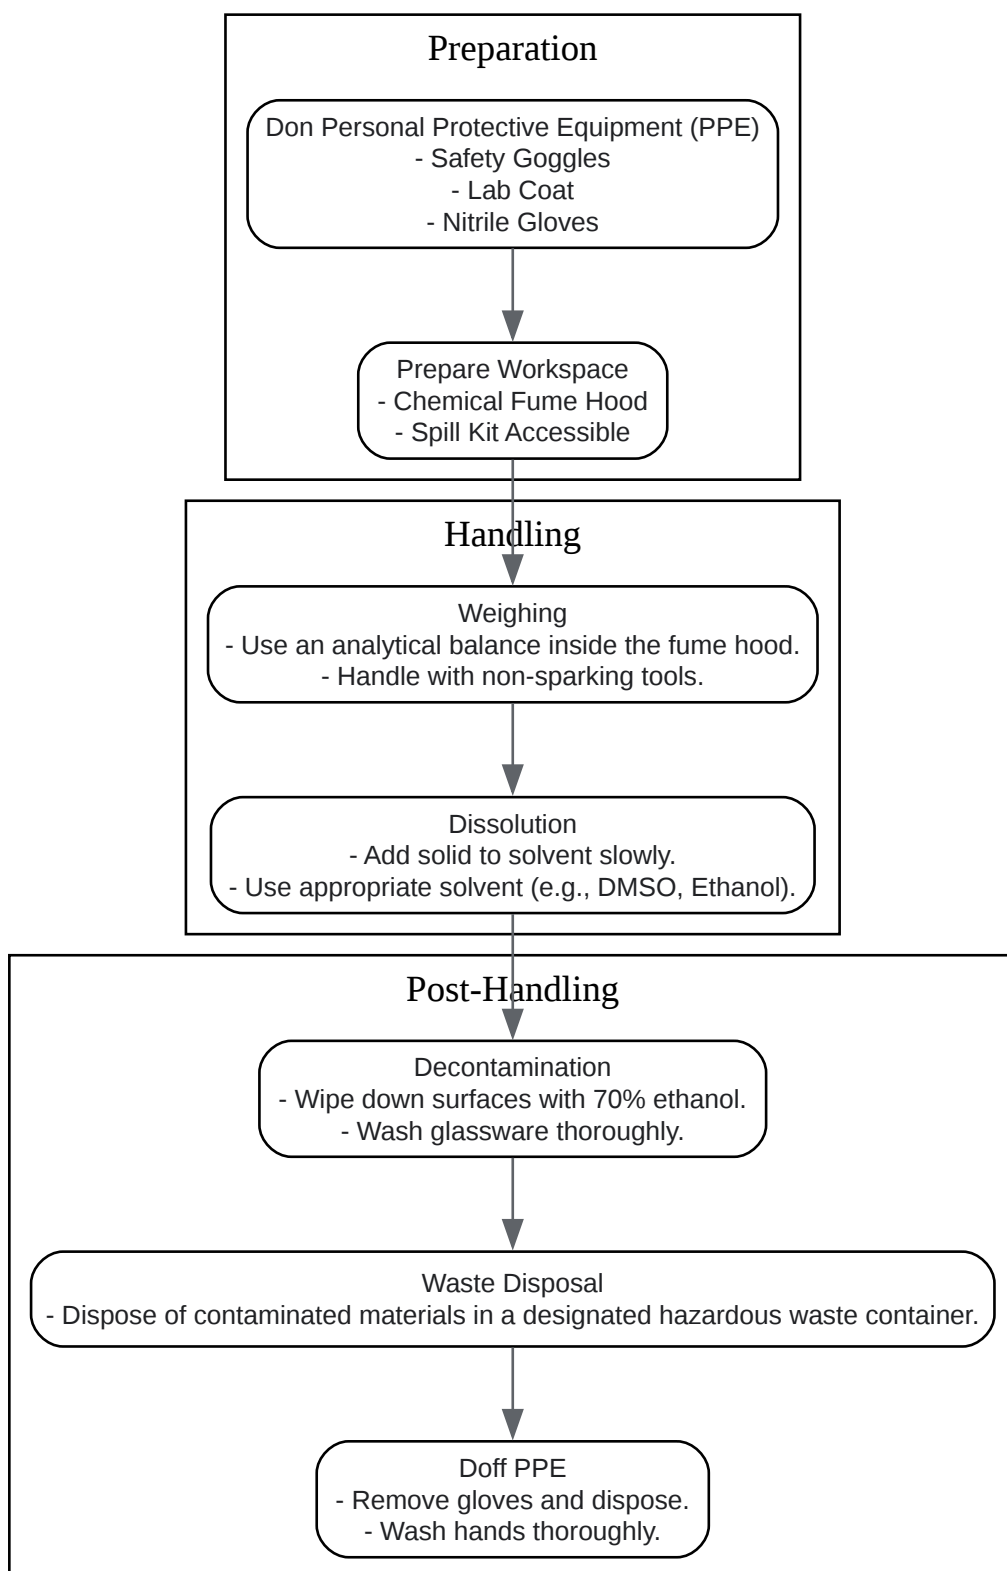 Preparation
Don Personal Protective Equipment (PPE)
- Safety Goggles
- Lab Coat
- Nitrile Gloves
Prepare Workspace
- Chemical Fume Hood
- Spill Kit Accessible
Handling
Weighing
- Use an analytical balance inside the fume hood.
- Handle with non-sparking tools.
Dissolution
- Add solid to solvent slowly.
- Use appropriate solvent (e.g., DMSO, Ethanol).
Post-Handling
Decontamination
- Wipe down surfaces with 70% ethanol.
- Wash glassware thoroughly.
Waste Disposal
- Dispose of contaminated materials in a designated hazardous waste container.
Doff PPE
- Remove gloves and dispose.
- Wash hands thoroughly.